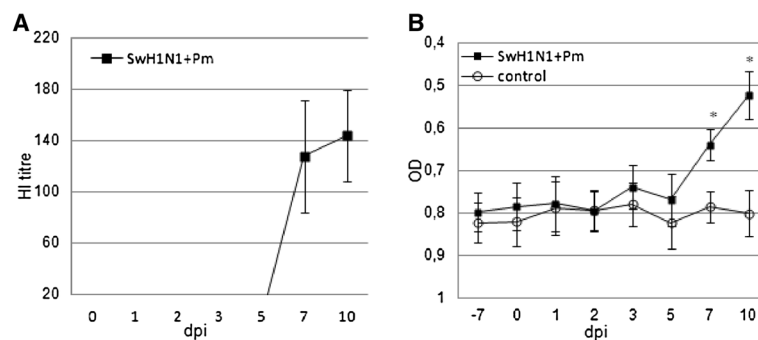 A
220
180
140
100
60
20
HI titre
SwH1N1+Pm
0 1 2 3 5 7 10
dpi
B
0,4
0,5
0,6
0,7
0,8
0,9
1
OD
SwH1N1+Pm
control
*
*
-7 0 1 2 3 5 7 10
dpi